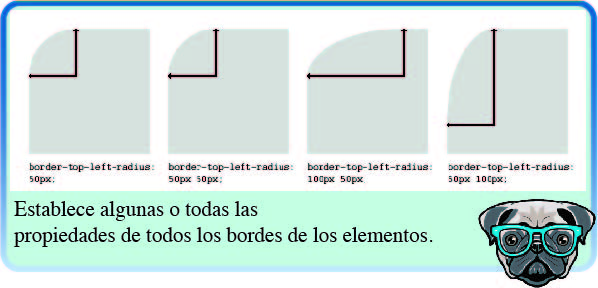 border-top-left-radius:
50px;
border-top-left-radius:
50px 50px;
border-top-left-radius:
100px 50px
border-top-left-radius:
50px 100px;
Establece algunas o todas las
propiedades de todos los bordes de los elementos.